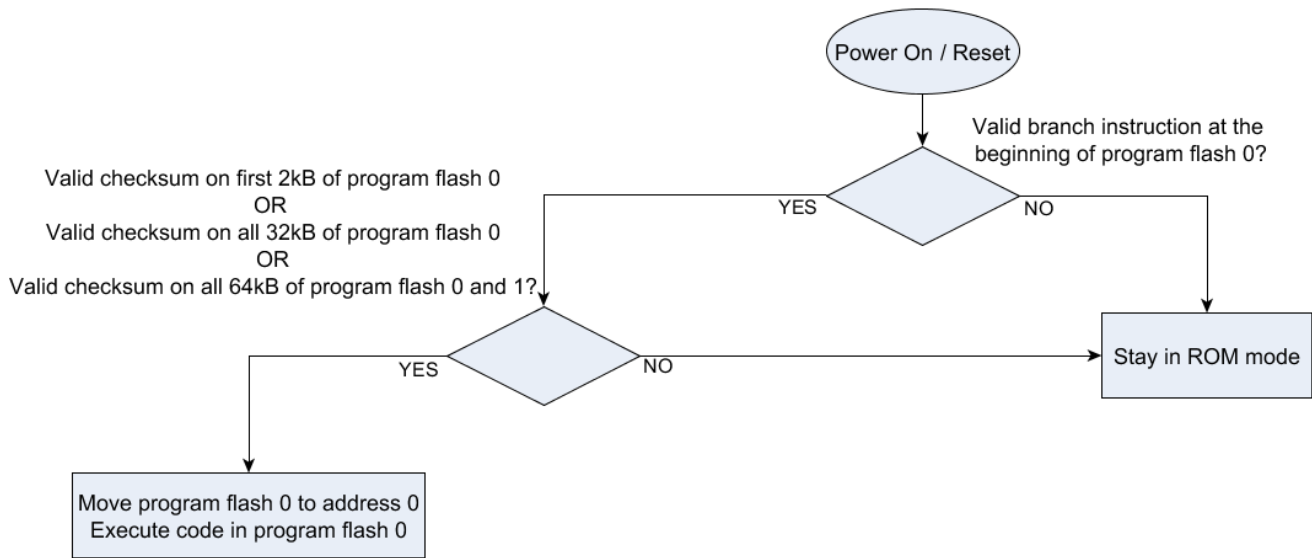 Power On / Reset
Valid branch instruction at the
beginning of program flash 0?
YES
NO
Valid checksum on first 2kB of program flash 0
OR
Valid checksum on all 32kB of program flash 0
OR
Valid checksum on all 64kB of program flash 0 and 1?
YES
NO
Stay in ROM mode
Move program flash 0 to address 0
Execute code in program flash 0